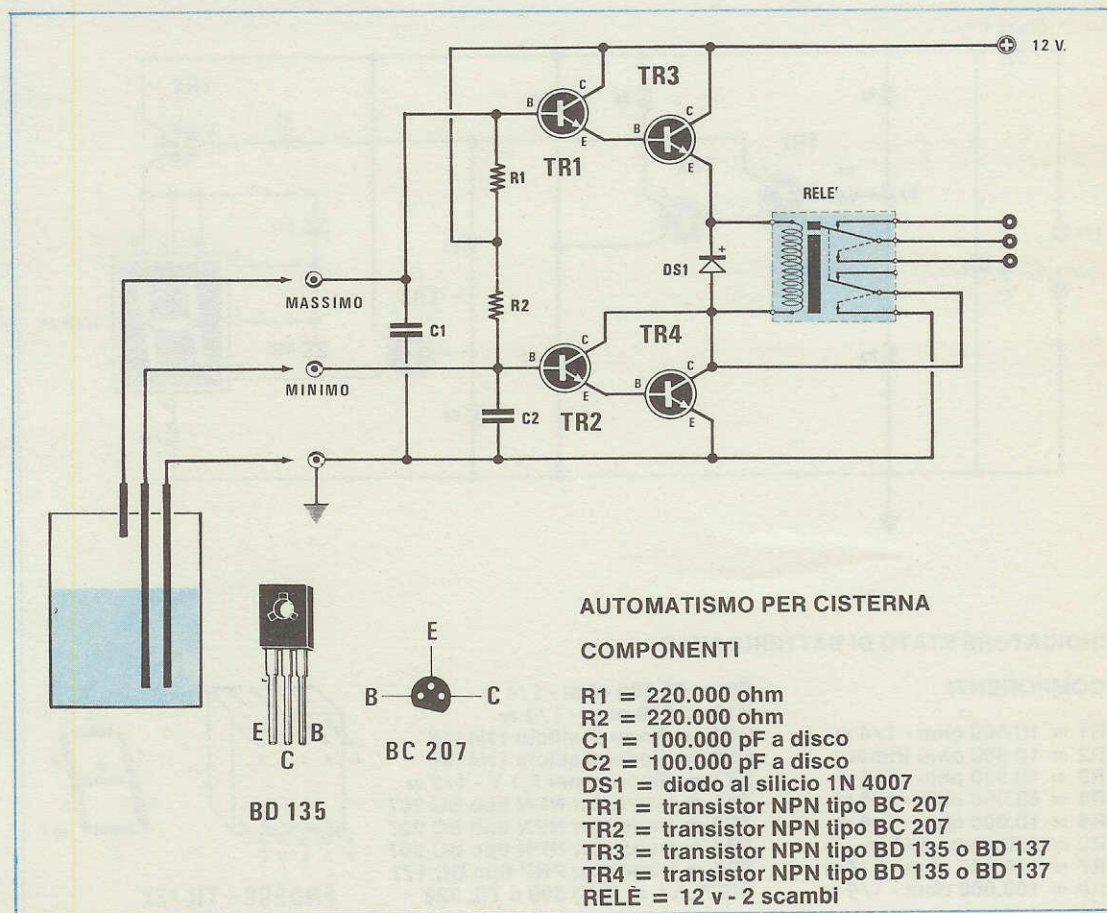 12 V.
C
TR3
B
C
E
B
TR1
E
R1
RELE'
MASSIMO
DS1
+
C1
R2
TR4
C
B
C
MINIMO
E
B
C2
TR2
E
AUTOMATISMO PER CISTERNA
COMPONENTI
R1 = 220.000 ohm
R2 = 220.000 ohm
C1 = 100.000 pF a disco
C2 = 100.000 pF a disco
DS1 = diodo al silicio 1N 4007
TR1 = transistor NPN tipo BC 207
TR2 = transistor NPN tipo BC 207
TR3 = transistor NPN tipo BD 135 o BD 137
TR4 = transistor NPN tipo BD 135 o BD 137
RELÈ = 12 v - 2 scambi
E
B
C
BC 207
E
B
C
BD 135